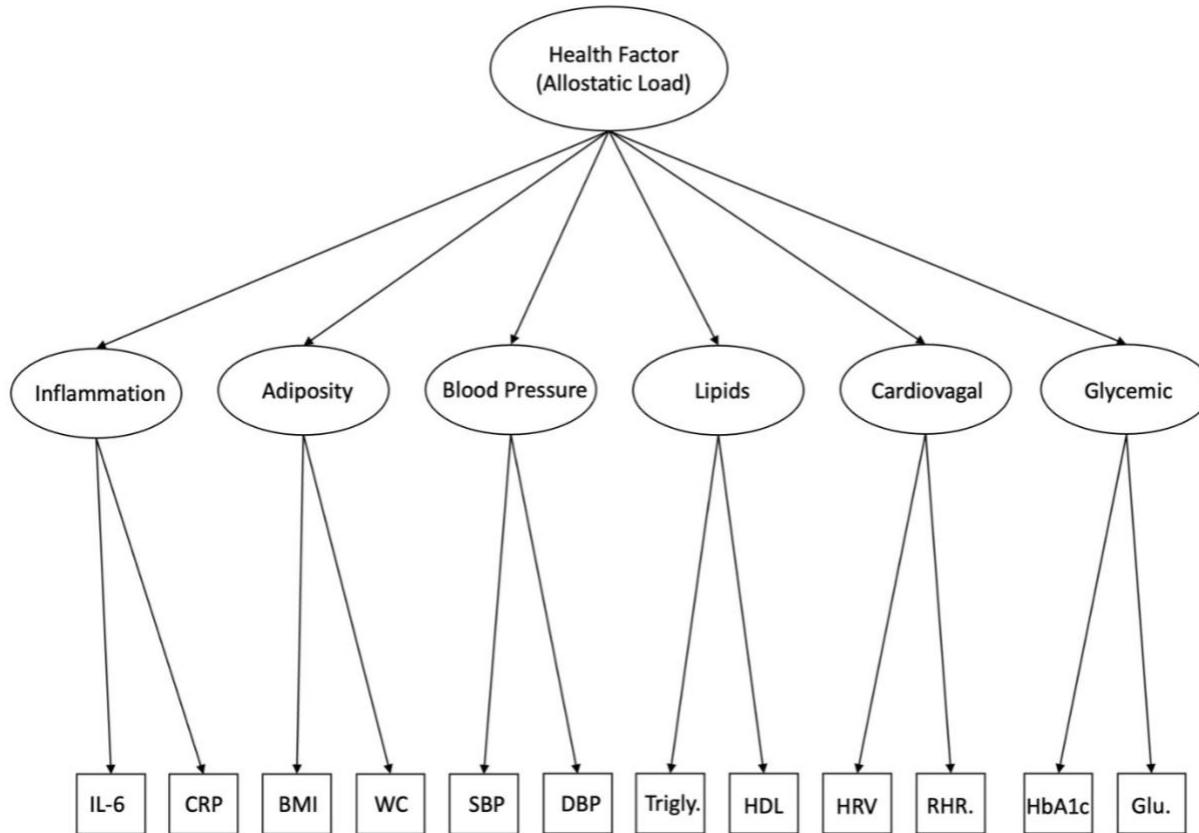 Health Factor
(Allostatic Load)
Inflammation
Adiposity
Blood Pressure
Lipids
Cardiovagal
Glycemic
IL-6
CRP
BMI
WC
SBP
DBP
Trigly.
HDL
HRV
RHR.
HbA1c
Glu.